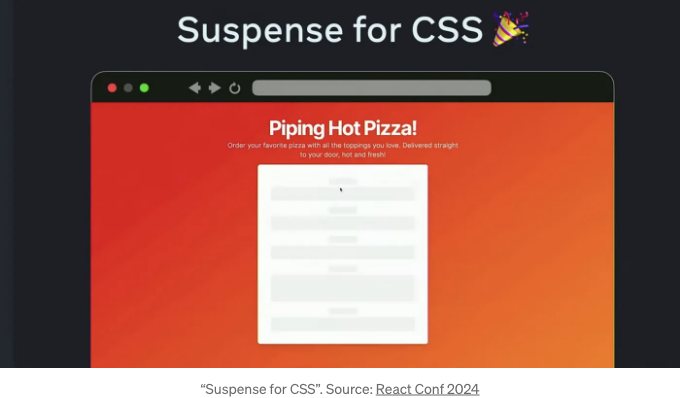 Suspense for CSS 🎉
Piping Hot Pizza!
Order your favorite pizza with all the toppings you love. Delivered straight
to your door, hot and fresh!
“Suspense for CSS”. Source: React Conf 2024